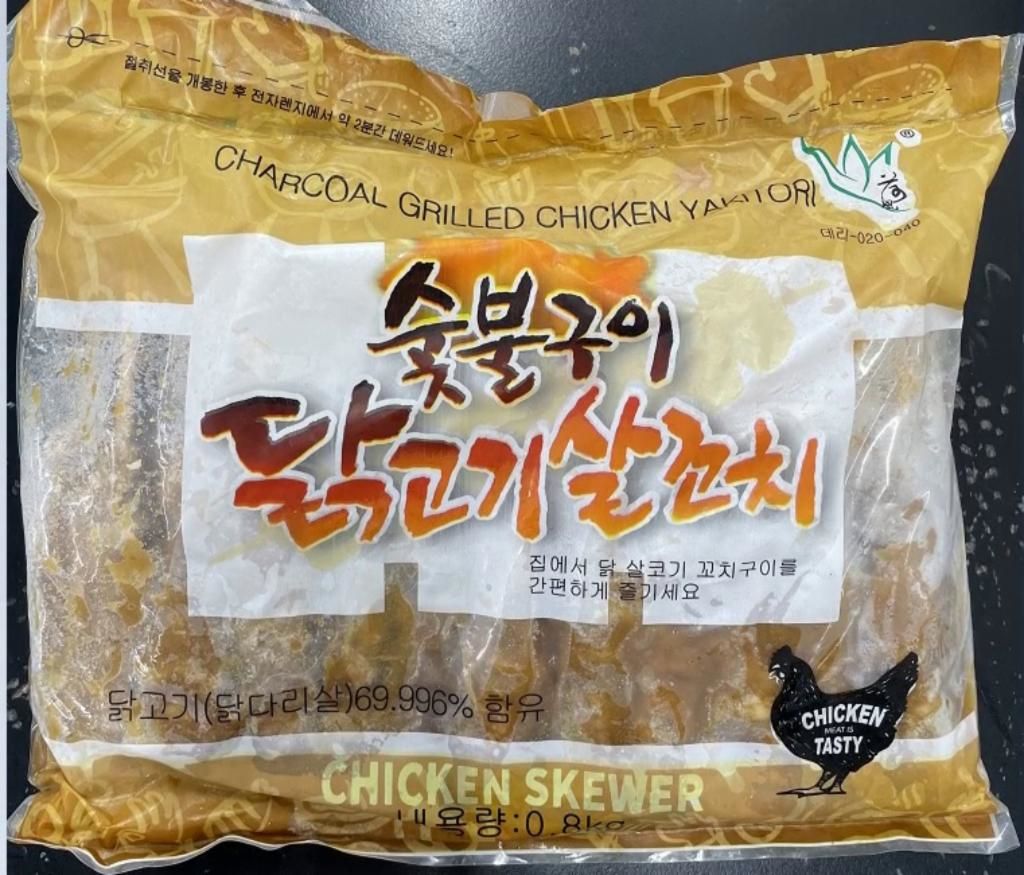 절취선을 개봉한 후 전자렌지에서 약 2분간 데워드세요!
CHARCOAL GRILLED CHICKEN YAKITORI
®
데리-020-040
숯불구이
닭고기살꼬치
집에서 닭 살코기 꼬치구이를
간편하게 즐기세요
닭고기(닭다리살)69.996% 함유
CHICKEN
MEAT IS
TASTY
CHICKEN SKEWER
내용량:0.8kg